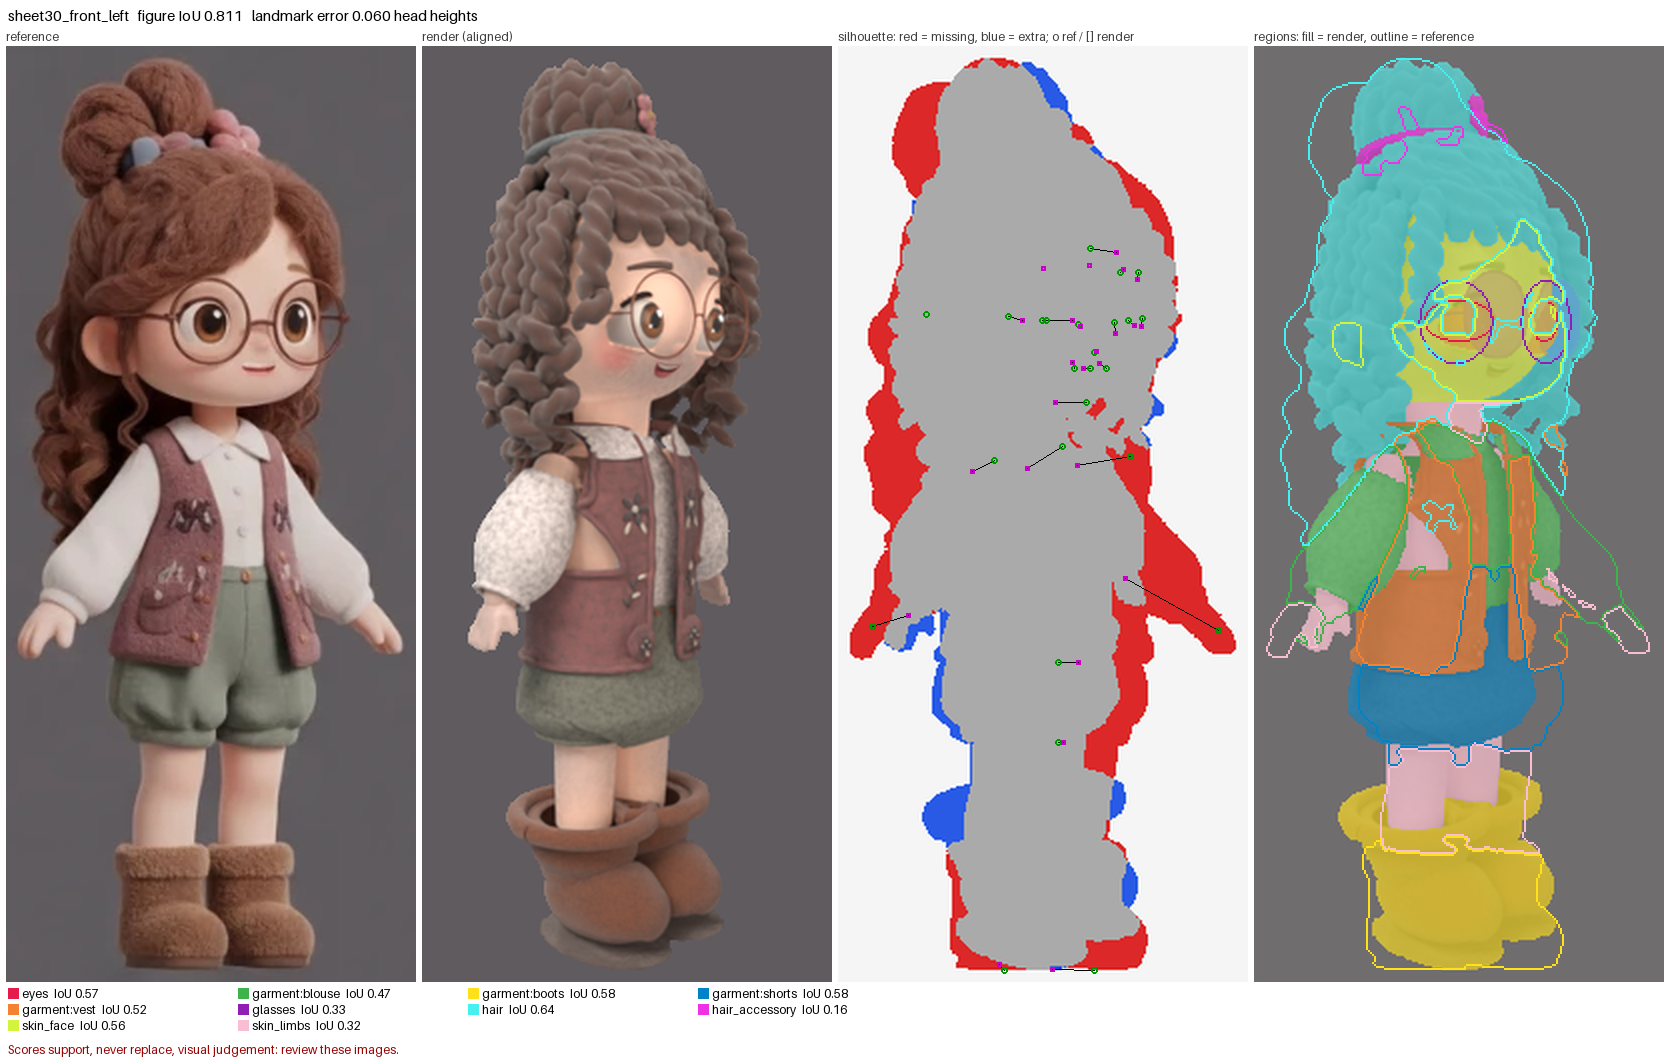 sheet30_front_left figure IoU 0.811 landmark error 0.060 head heights
reference
render (aligned)
silhouette: red = missing, blue = extra; o ref / [] render
regions: fill = render, outline = reference
eyes IoU 0.57
garment:blouse IoU 0.47
garment:boots IoU 0.58
garment:shorts IoU 0.58
garment:vest IoU 0.52
glasses IoU 0.33
hair IoU 0.64
hair_accessory IoU 0.16
skin_face IoU 0.56
skin_limbs IoU 0.32
Scores support, never replace, visual judgement: review these images.